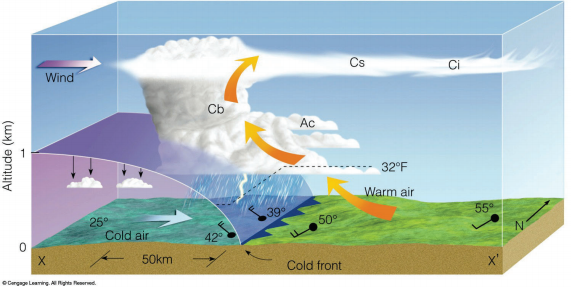 Wind
Cs
Ci
Cb
Ac
Altitude (km)
1
32°F
Warm air
25°
Cold air
39°
42°
50°
55°
N
0
X
50km
Cold front
X'
© Cengage Learning. All Rights Reserved.